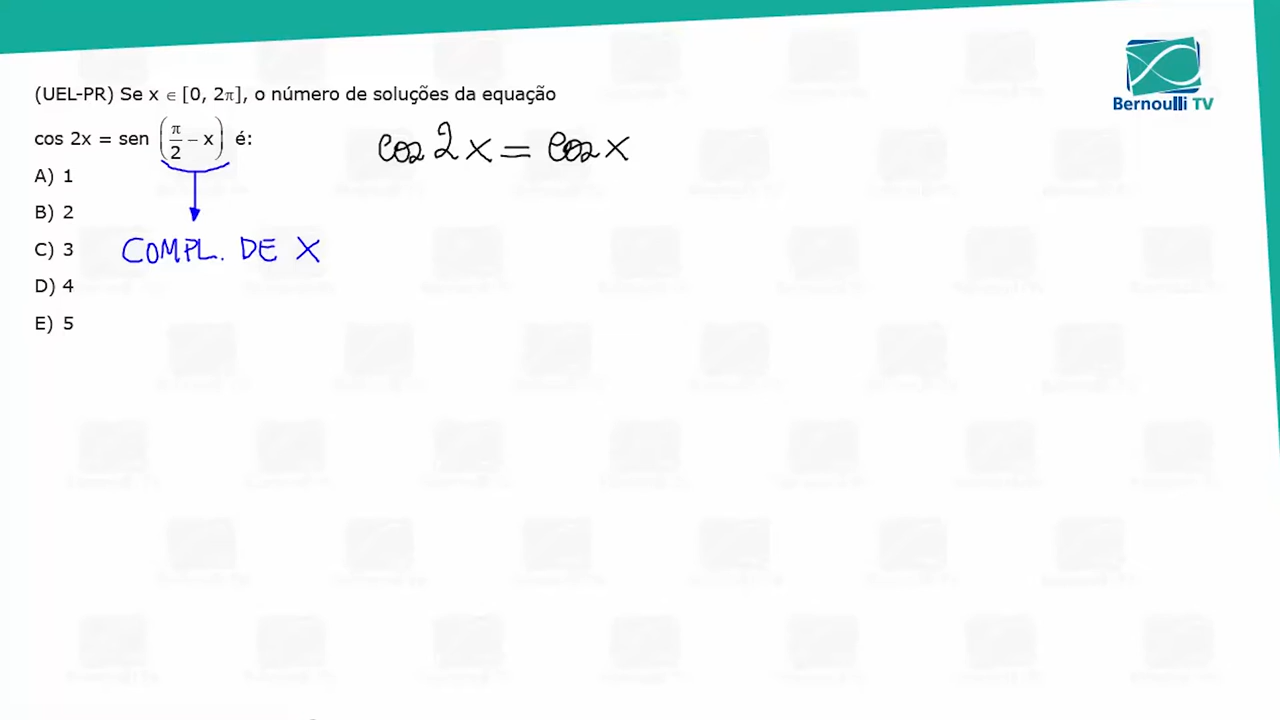 (UEL-PR) Se x ∈ [0, 2π], o número de soluções da equação
cos 2x = sen (π/2 – x) é:
cos 2x = cos x
A) 1
B) 2
C) 3
COMPL. DE X
D) 4
E) 5
Bernoulli TV